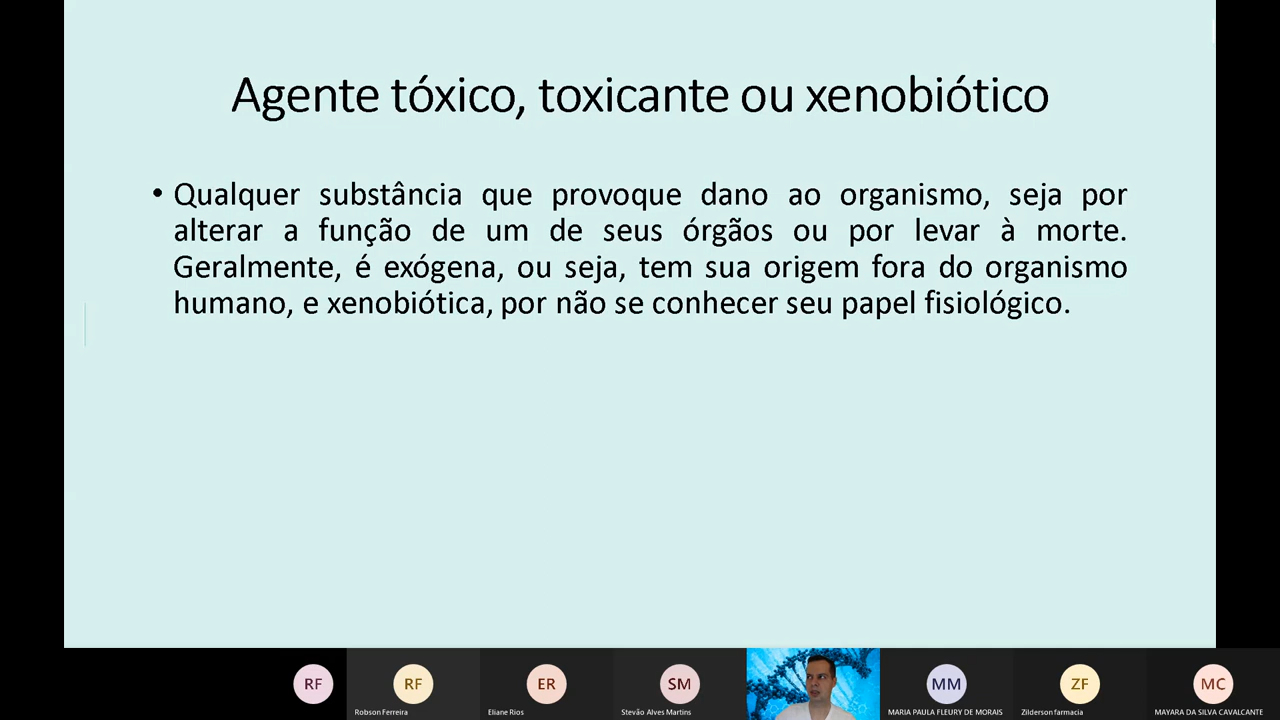 Agente tóxico, toxicante ou xenobiótico
• Qualquer substância que provoque dano ao organismo, seja por
alterar a função de um de seus órgãos ou por levar à morte.
Geralmente, é exógena, ou seja, tem sua origem fora do organismo
humano, e xenobiótica, por não se conhecer seu papel fisiológico.
RF
RF
ER
SM
MM
ZF
MC
Robson Ferreira
Eliane Rios
Stevão Alves Martins
MARIA PAULA FLEURY DE MORAIS
Zilderson farmacia
MAYARA DA SILVA CAVALCANTE